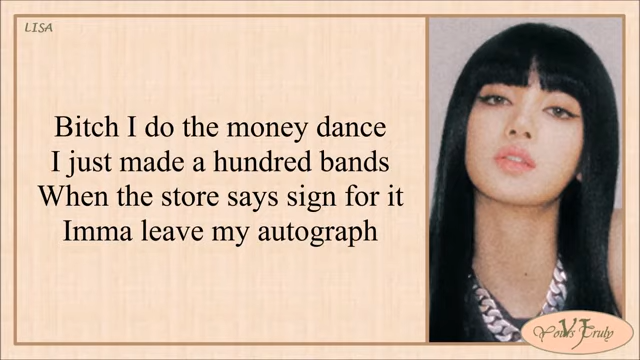 LISA
Bitch I do the money dance
I just made a hundred bands
When the store says sign for it
Imma leave my autograph
Yours Truly
VT